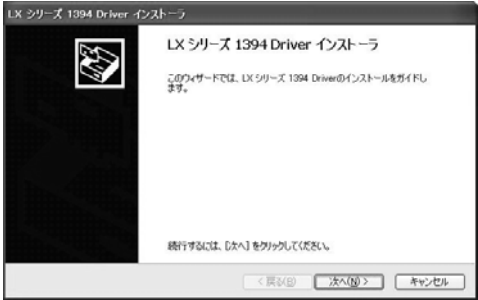 LX シリーズ 1394 Driver インストーラ
LX シリーズ 1394 Driver インストーラ
このウィザードでは、LX シリーズ 1394 Driverのインストールをガイドし
ます。
続行するには、[次へ] をクリックしてください。
< 戻る(B) 次へ(N) > キャンセル